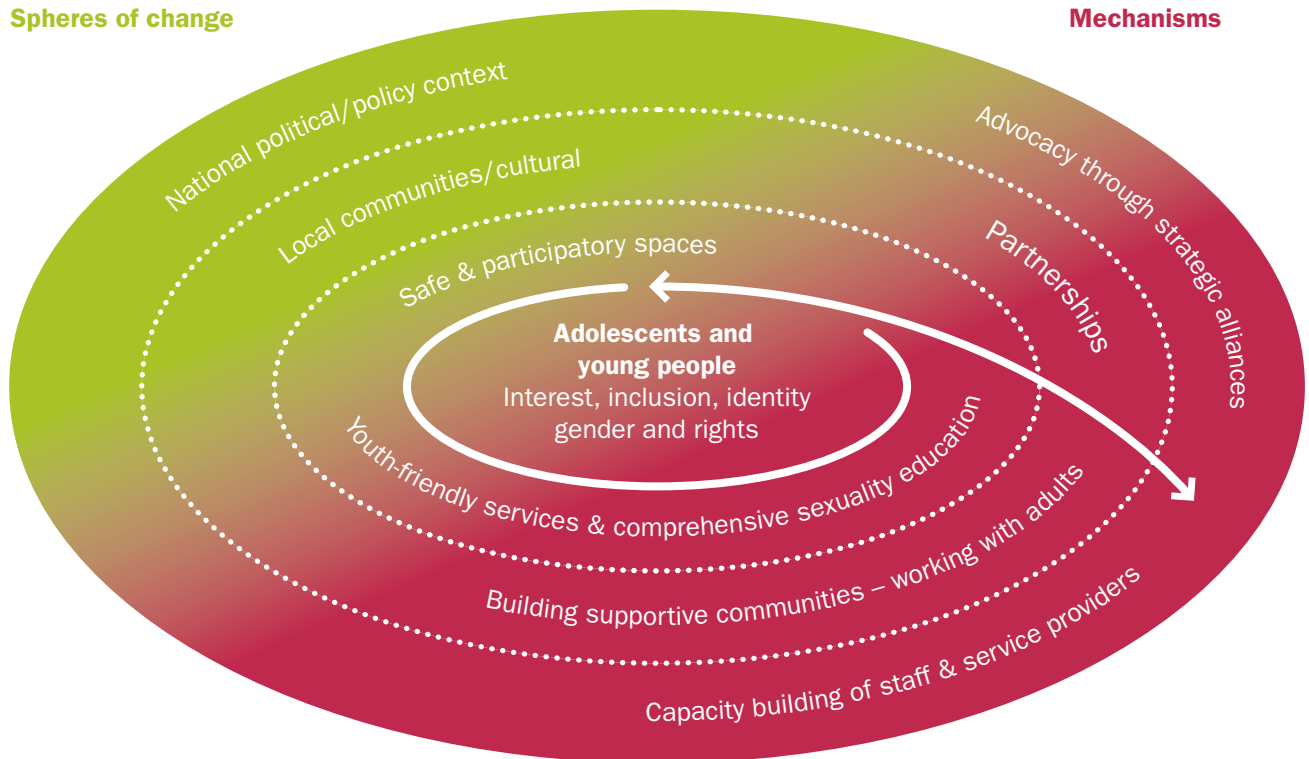 Spheres of change
Mechanisms
National political/policy context
Local communities/cultural
Safe & participatory spaces
Advocacy through strategic alliances
Partnerships
Adolescents and
young people
Interest, inclusion, identity
gender and rights
Youth-friendly services & comprehensive sexuality education
Building supportive communities – working with adults
Capacity building of staff & service providers